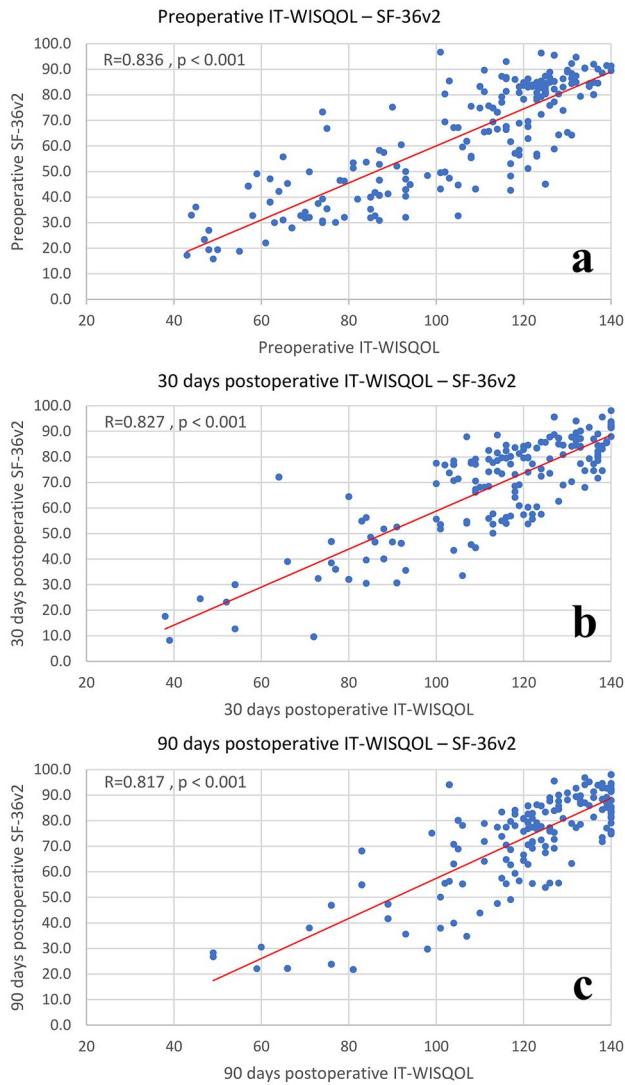 Preoperative IT-WISQOL – SF-36v2
R=0.836 , p < 0.001
Preoperative SF-36v2
100.0
90.0
80.0
70.0
60.0
50.0
40.0
30.0
20.0
10.0
0.0
a
20 40 60 80 100 120 140
Preoperative IT-WISQOL
30 days postoperative IT-WISQOL – SF-36v2
R=0.827 , p < 0.001
30 days postoperative SF-36v2
100.0
90.0
80.0
70.0
60.0
50.0
40.0
30.0
20.0
10.0
0.0
b
20 40 60 80 100 120 140
30 days postoperative IT-WISQOL
90 days postoperative IT-WISQOL – SF-36v2
R=0.817 , p < 0.001
90 days postoperative SF-36v2
100.0
90.0
80.0
70.0
60.0
50.0
40.0
30.0
20.0
10.0
0.0
c
20 40 60 80 100 120 140
90 days postoperative IT-WISQOL